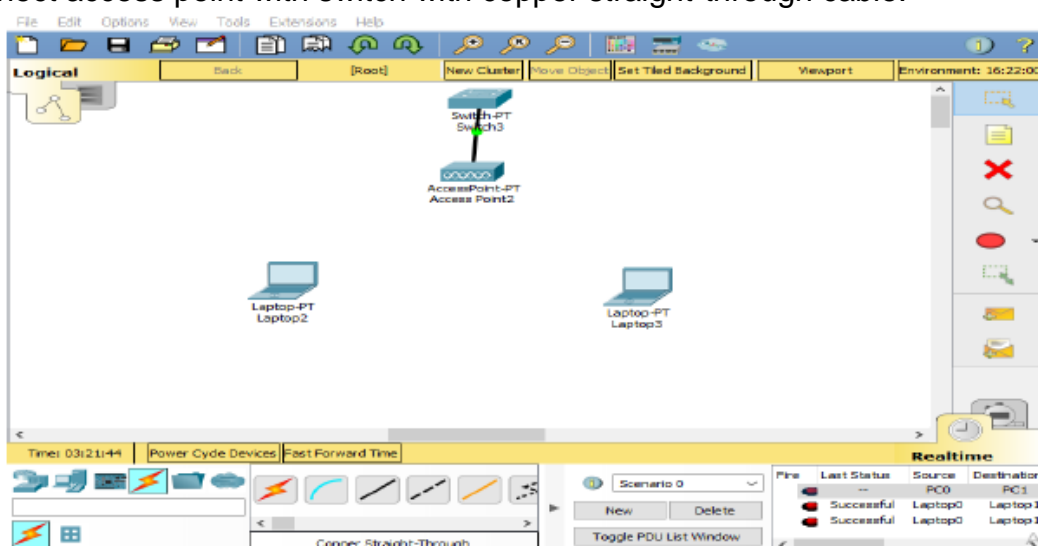 access point with switch with copper straight-through cable.
File Edit Options View Tools Extensions Help
Logical Back [Root] New Cluster Move Object Set Tiled Background Viewport Environment: 16:22:00
Switch-PT
Switch3
AccessPoint-PT
Access Point2
Laptop-PT
Laptop2
Laptop-PT
Laptop3
Time: 03:21:44 Power Cycle Devices Fast Forward Time
Realtime
Scenario 0
New Delete
Toggle PDU List Window
Fire Last Status Source Destination
-- PC0 PC1
Successful Laptop0 Laptop1
Successful Laptop0 Laptop1
Copper Straight-Through